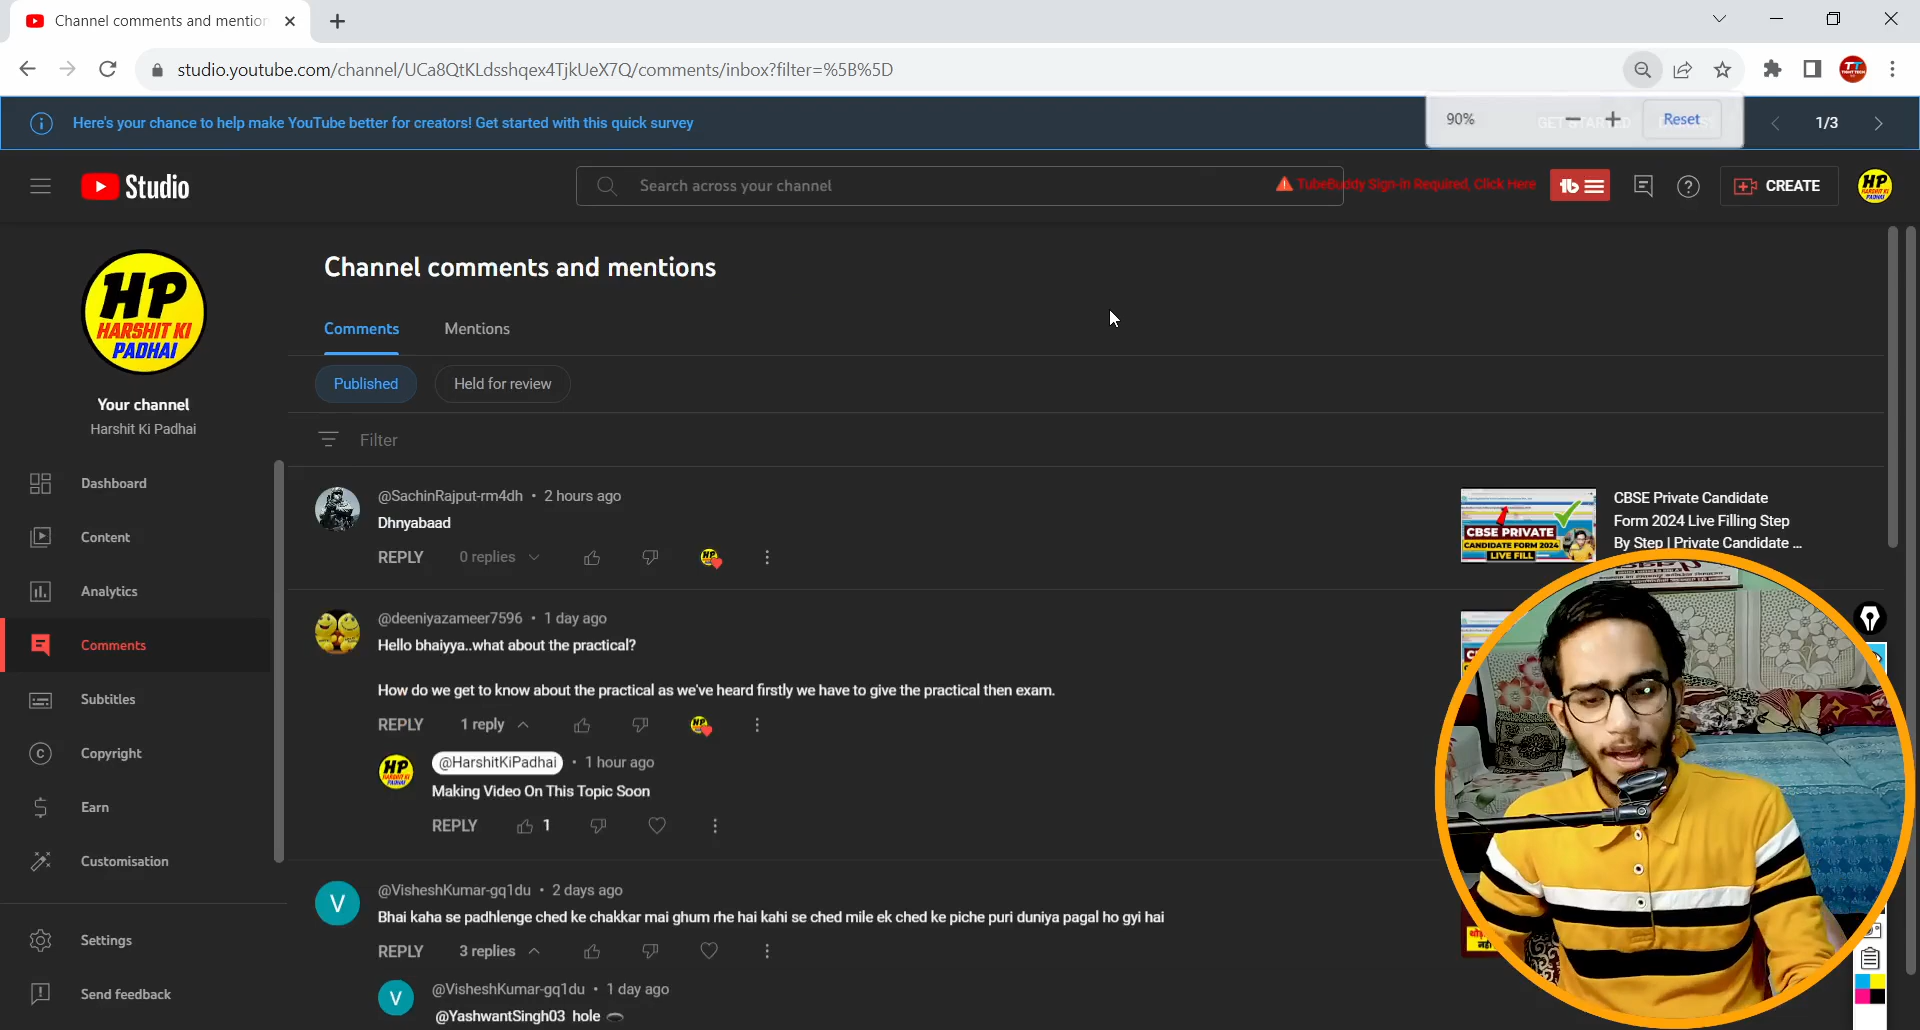 Channel comments and mention
studio.youtube.com/channel/UCa8QtKLdsshqex4TjkUeX7Q/comments/inbox?filter=%5B%5D
Here's your chance to help make YouTube better for creators! Get started with this quick survey
90%
Reset
1/3
Studio
Search across your channel
TubeBuddy Sign-in Required, Click Here
CREATE
HP
HARSHIT KI
PADHAI
Your channel
Harshit Ki Padhai
Dashboard
Content
Analytics
Comments
Subtitles
Copyright
Earn
Customisation
Settings
Send feedback
Channel comments and mentions
Comments
Mentions
Published
Held for review
Filter
@SachinRajput-rm4dh • 2 hours ago
Dhnyabaad
REPLY
0 replies
CBSE PRIVATE
CANDIDATE FORM 2024
LIVE FILL
CBSE Private Candidate
Form 2024 Live Filling Step
By Step | Private Candidate ...
@deeniyazameer7596 • 1 day ago
Hello bhaiyya..what about the practical?
How do we get to know about the practical as we've heard firstly we have to give the practical then exam.
REPLY
1 reply
@HarshitKiPadhai • 1 hour ago
Making Video On This Topic Soon
REPLY
1
V
@VisheshKumar-gq1du • 2 days ago
Bhai kaha se padhlenge ched ke chakkar mai ghum rhe hai kahi se ched mile ek ched ke piche puri duniya pagal ho gyi hai
REPLY
3 replies
V
@VisheshKumar-gq1du • 1 day ago
@YashwantSingh03 hole